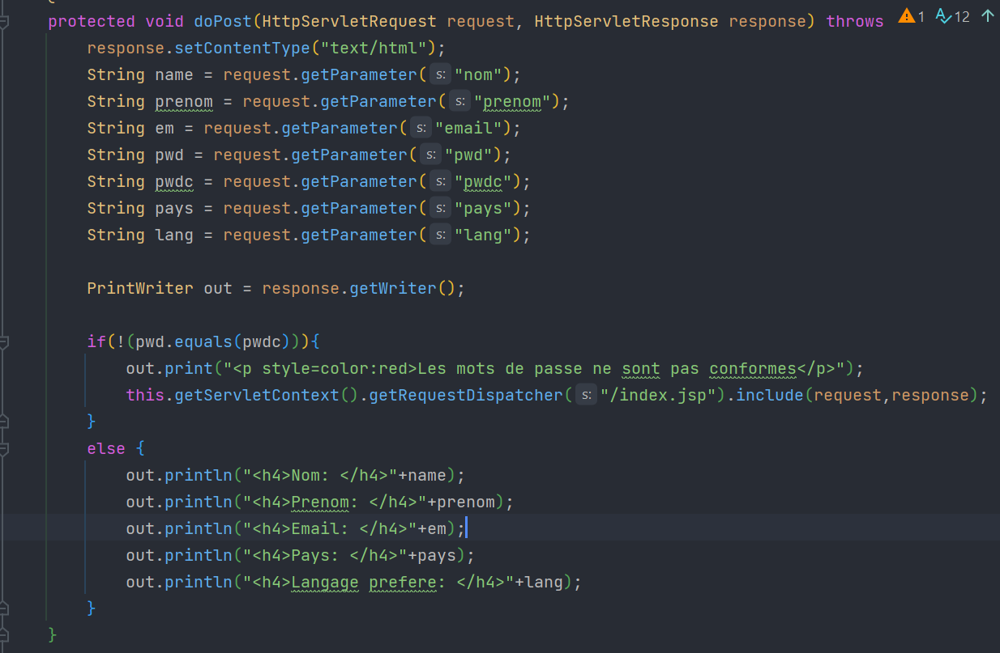 protected void doPost(HttpServletRequest request, HttpServletResponse response) throws 1 12
response.setContentType("text/html");
String name = request.getParameter( s: "nom");
String prenom = request.getParameter( s: "prenom");
String em = request.getParameter( s: "email");
String pwd = request.getParameter( s: "pwd");
String pwdc = request.getParameter( s: "pwdc");
String pays = request.getParameter( s: "pays");
String lang = request.getParameter( s: "lang");
PrintWriter out = response.getWriter();
if(!(pwd.equals(pwdc))){
out.print("<p style=color:red>Les mots de passe ne sont pas conformes</p>");
this.getServletContext().getRequestDispatcher( s: "/index.jsp").include(request,response);
}
else {
out.println("<h4>Nom: </h4>"+name);
out.println("<h4>Prenom: </h4>"+prenom);
out.println("<h4>Email: </h4>"+em);
out.println("<h4>Pays: </h4>"+pays);
out.println("<h4>Langage prefere: </h4>"+lang);
}
}